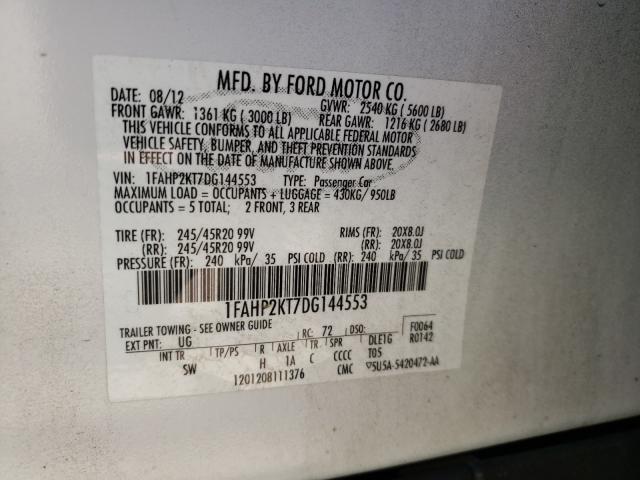 MFD. BY FORD MOTOR CO.
DATE: 08/12 GVWR: 2540 KG ( 5600 LB)
FRONT GAWR: 1361 KG ( 3000 LB) REAR GAWR: 1216 KG ( 2680 LB)
THIS VEHICLE CONFORMS TO ALL APPLICABLE FEDERAL MOTOR
VEHICLE SAFETY, BUMPER, AND THEFT PREVENTION STANDARDS
IN EFFECT ON THE DATE OF MANUFACTURE SHOWN ABOVE.
VIN: 1FAHP2KT7DG144553 TYPE: Passenger Car
MAXIMUM LOAD = OCCUPANTS + LUGGAGE = 430KG/ 950LB
OCCUPANTS = 5 TOTAL; 2 FRONT, 3 REAR
TIRE (FR): 245/45R20 99V RIMS (FR): 20X8.0J
(RR): 245/45R20 99V (RR): 20X8.0J
PRESSURE (FR): 240 kPa/ 35 PSI COLD (RR): 240 kPa/ 35 PSI COLD
1FAHP2KT7DG144553
TRAILER TOWING - SEE OWNER GUIDE F0064
EXT PNT: UG RC: 72 DSO: R0142
INT TR TP/PS R AXLE TR SPR DLE1G
SW H 1A C CCCC T05
1201208111376 CMC 5U5A-5420472-AA